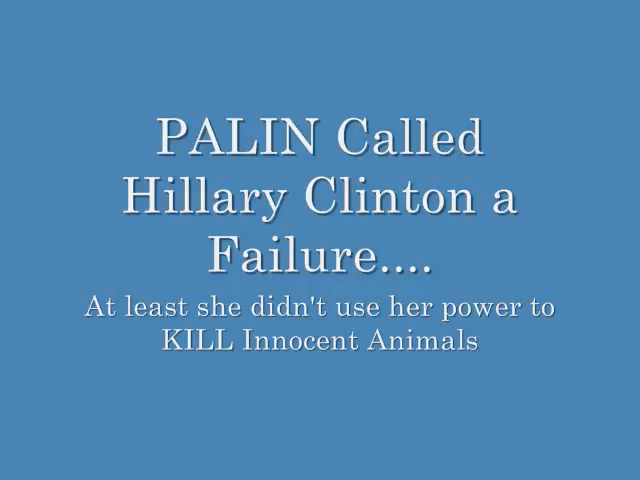 PALIN Called
Hillary Clinton a
Failure....
At least she didn't use her power to
KILL Innocent Animals